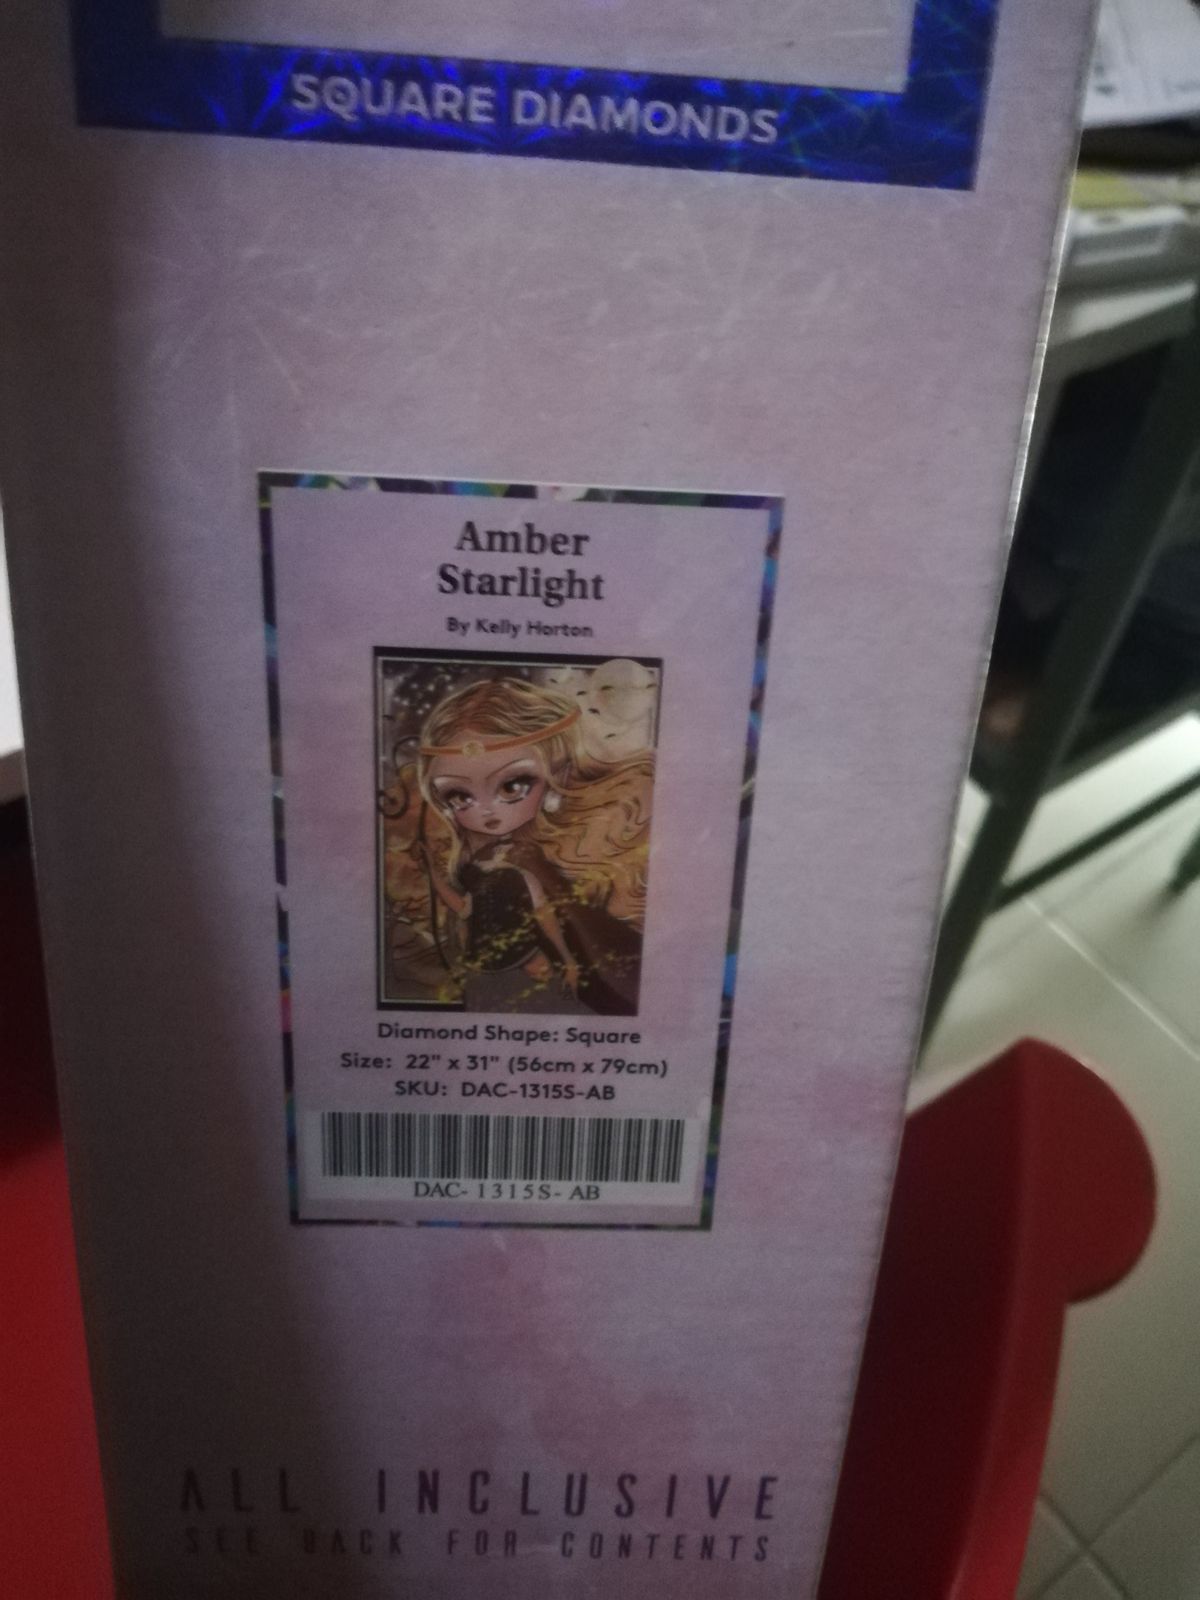 SQUARE DIAMONDS
Amber
Starlight
By Kelly Horton
Diamond Shape: Square
Size: 22" x 31" (56cm x 79cm)
SKU: DAC-1315S-AB
DAC- 1315S- AB
ALL INCLUSIVE
SEE BACK FOR CONTENTS